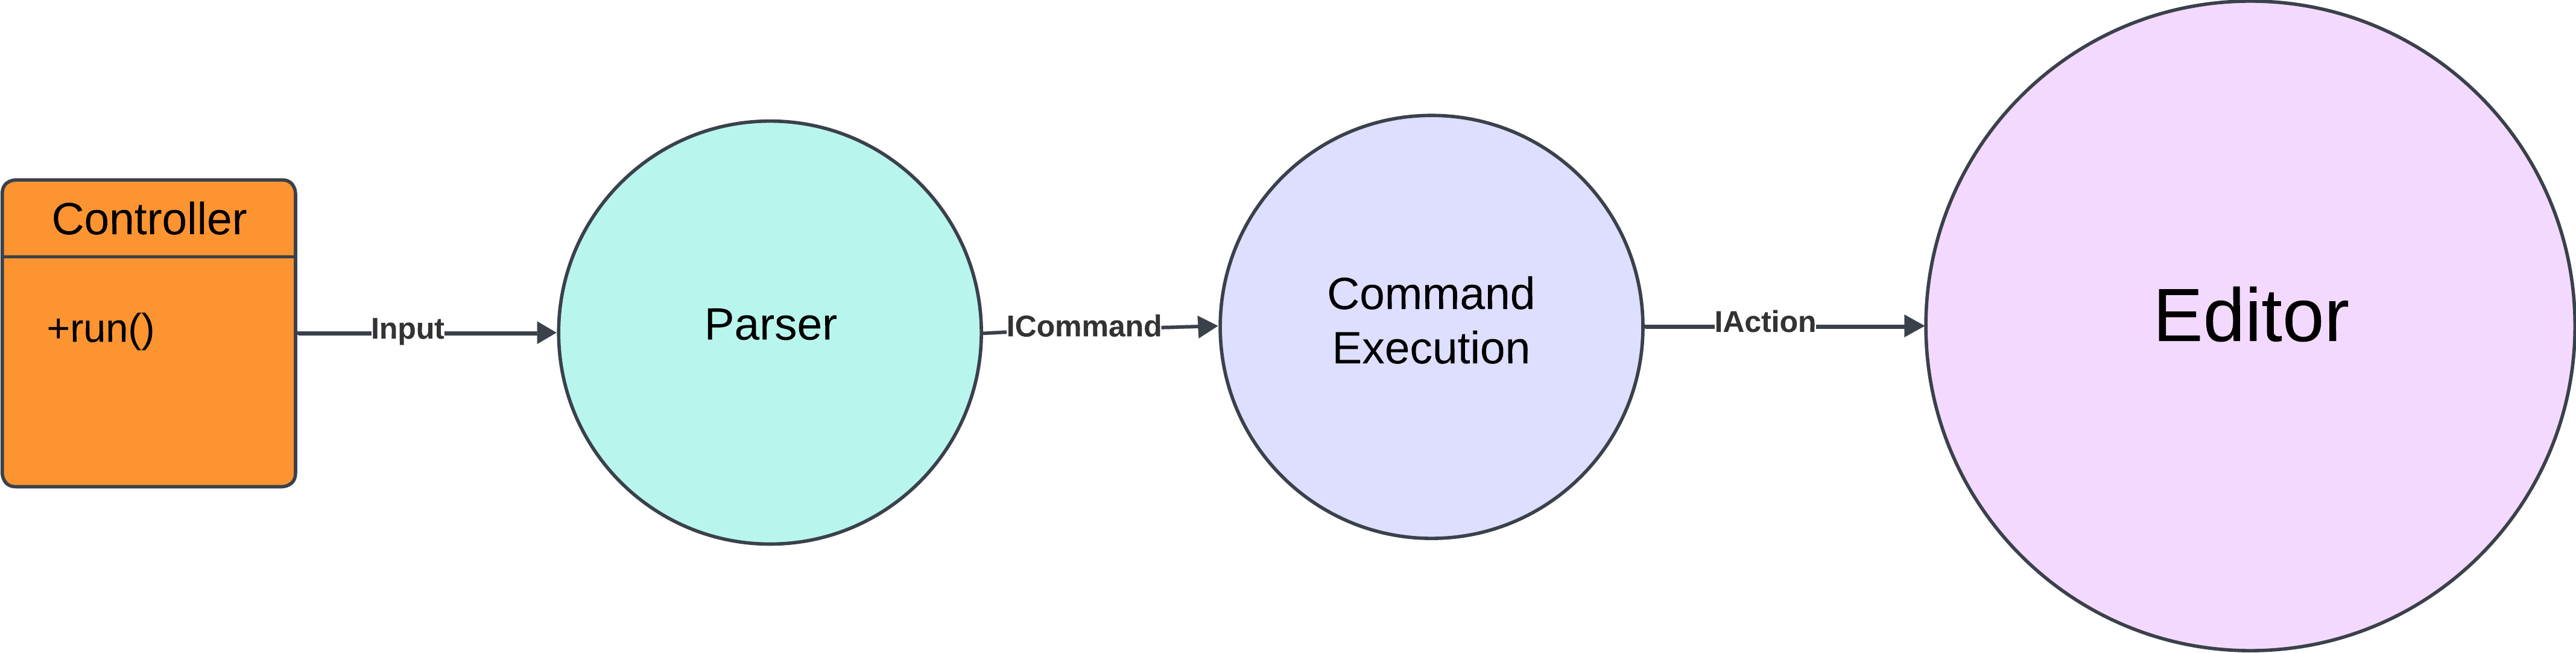 Controller
+run()
Input
Parser
ICommand
Command
Execution
IAction
Editor